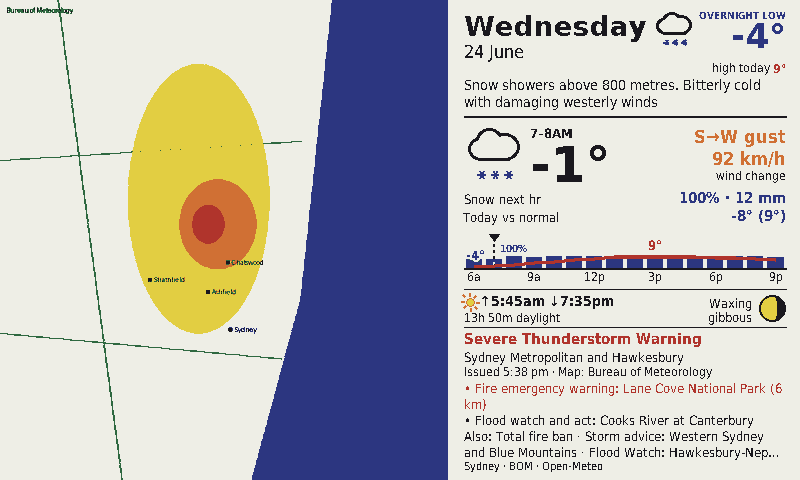 Bureau of Meteorology
Chatswood
Strathfield
Ashfield
Sydney
Wednesday
24 June
OVERNIGHT LOW
-4°
high today 9°
Snow showers above 800 metres. Bitterly cold
with damaging westerly winds
7-8AM
-1°
S→W gust
92 km/h
wind change
Snow next hr
100% · 12 mm
Today vs normal
-8° (9°)
-4°
100%
9°
6a 9a 12p 3p 6p 9p
↑5:45am ↓7:35pm
13h 50m daylight
Waxing
gibbous
Severe Thunderstorm Warning
Sydney Metropolitan and Hawkesbury
Issued 5:38 pm · Map: Bureau of Meteorology
• Fire emergency warning: Lane Cove National Park (6
km)
• Flood watch and act: Cooks River at Canterbury
Also: Total fire ban · Storm advice: Western Sydney
and Blue Mountains · Flood Watch: Hawkesbury-Nep...
Sydney · BOM · Open-Meteo